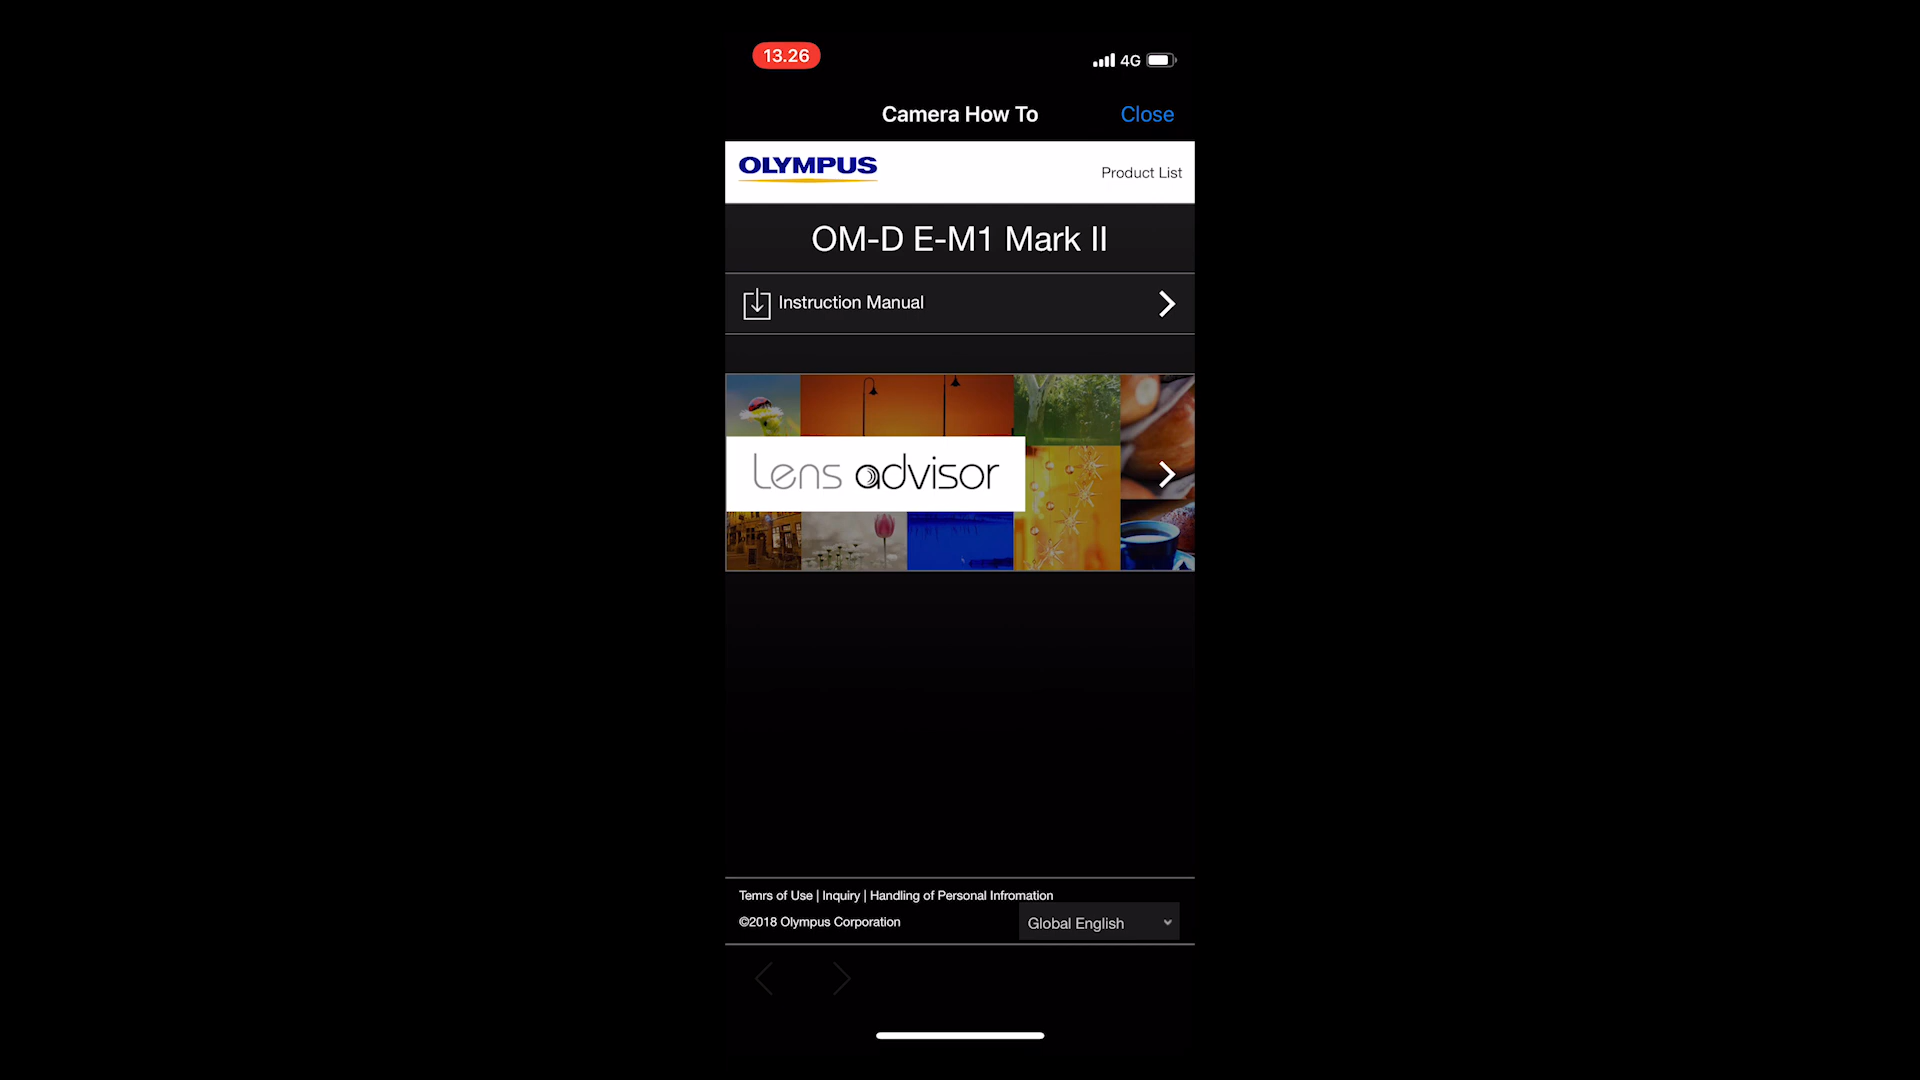 13.26
4G
Camera How To
Close
OLYMPUS
Product List
OM-D E-M1 Mark II
Instruction Manual
Lens advisor
Temrs of Use | Inquiry | Handling of Personal Infromation
©2018 Olympus Corporation
Global English